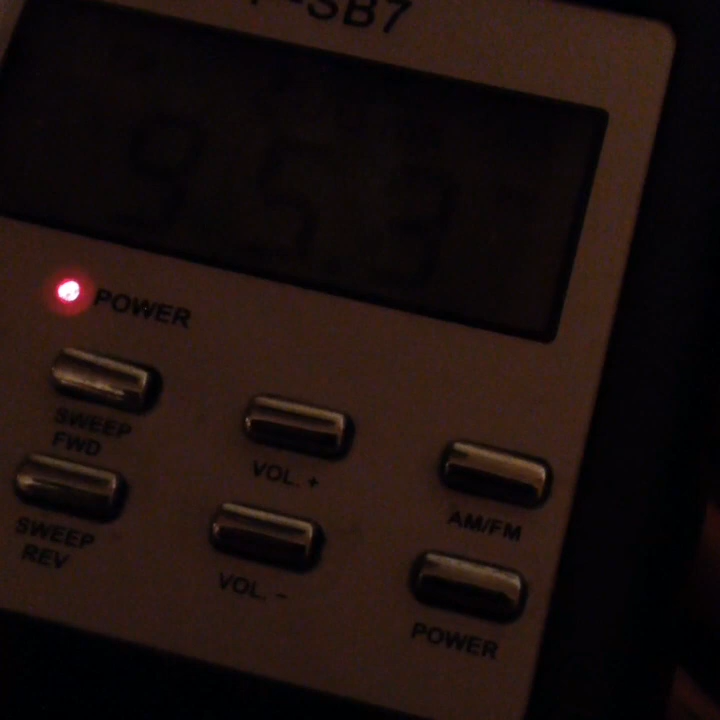 -SB7
95.3
POWER
SWEEP
FWD
VOL. +
AM/FM
SWEEP
REV
VOL. -
POWER